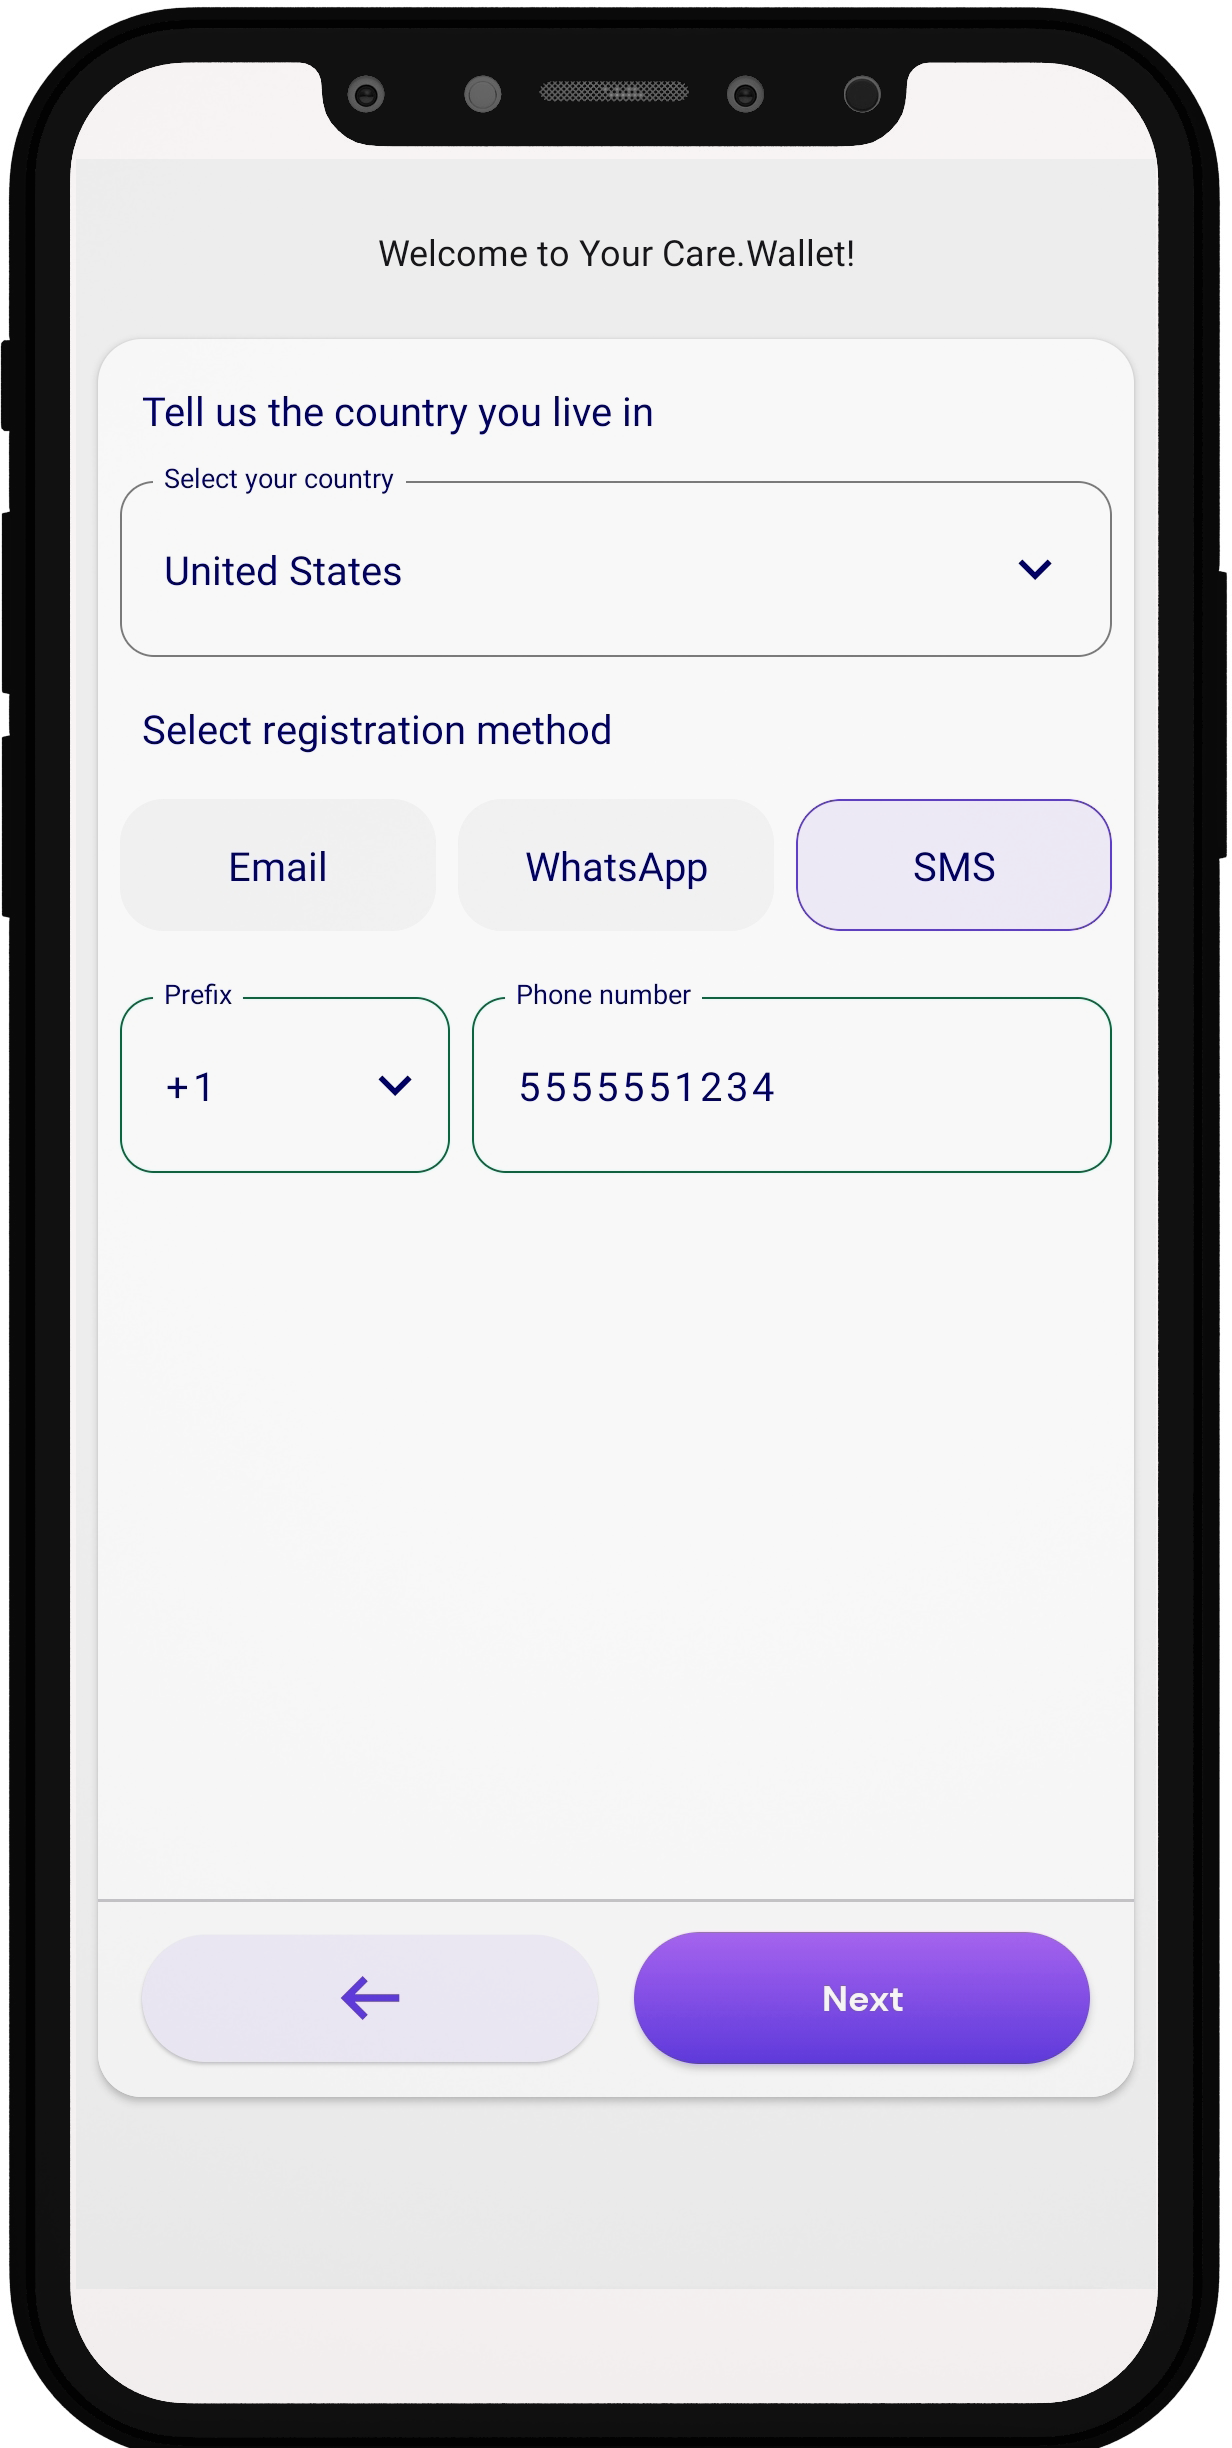 Welcome to Your Care.Wallet!
Tell us the country you live in
Select your country
United States
Select registration method
Email WhatsApp SMS
Prefix Phone number
+1 5555551234
Next